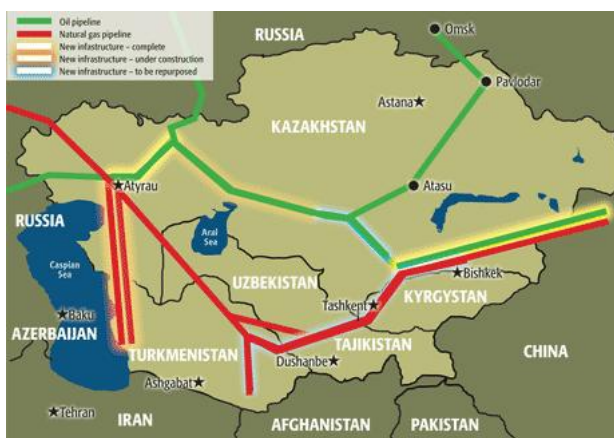 Oil pipeline
Natural gas pipeline
New infastructure – complete
New infrastructure – under construction
New infrastructure – to be repurposed
RUSSIA
Omsk
Pavlodar
Astana
KAZAKHSTAN
Atyrau
Atasu
RUSSIA
Aral
Sea
Caspian
Sea
UZBEKISTAN
Bishkek
KYRGYSTAN
Tashkent
Baku
AZERBAIJAN
TURKMENISTAN
TAJIKISTAN
Dushanbe
CHINA
Ashgabat
Tehran
IRAN
AFGHANISTAN
PAKISTAN